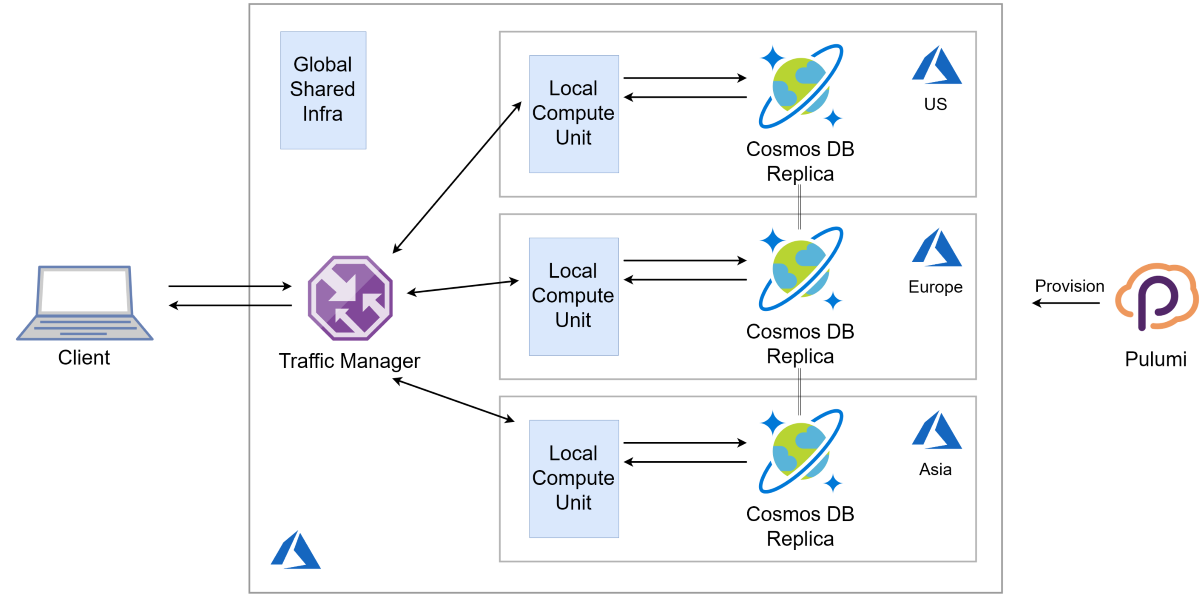 Global
Shared
Infra
Local
Compute
Unit
Cosmos DB
Replica
US
Local
Compute
Unit
Cosmos DB
Replica
Europe
Local
Compute
Unit
Cosmos DB
Replica
Asia
Client
Traffic Manager
Provision
Pulumi